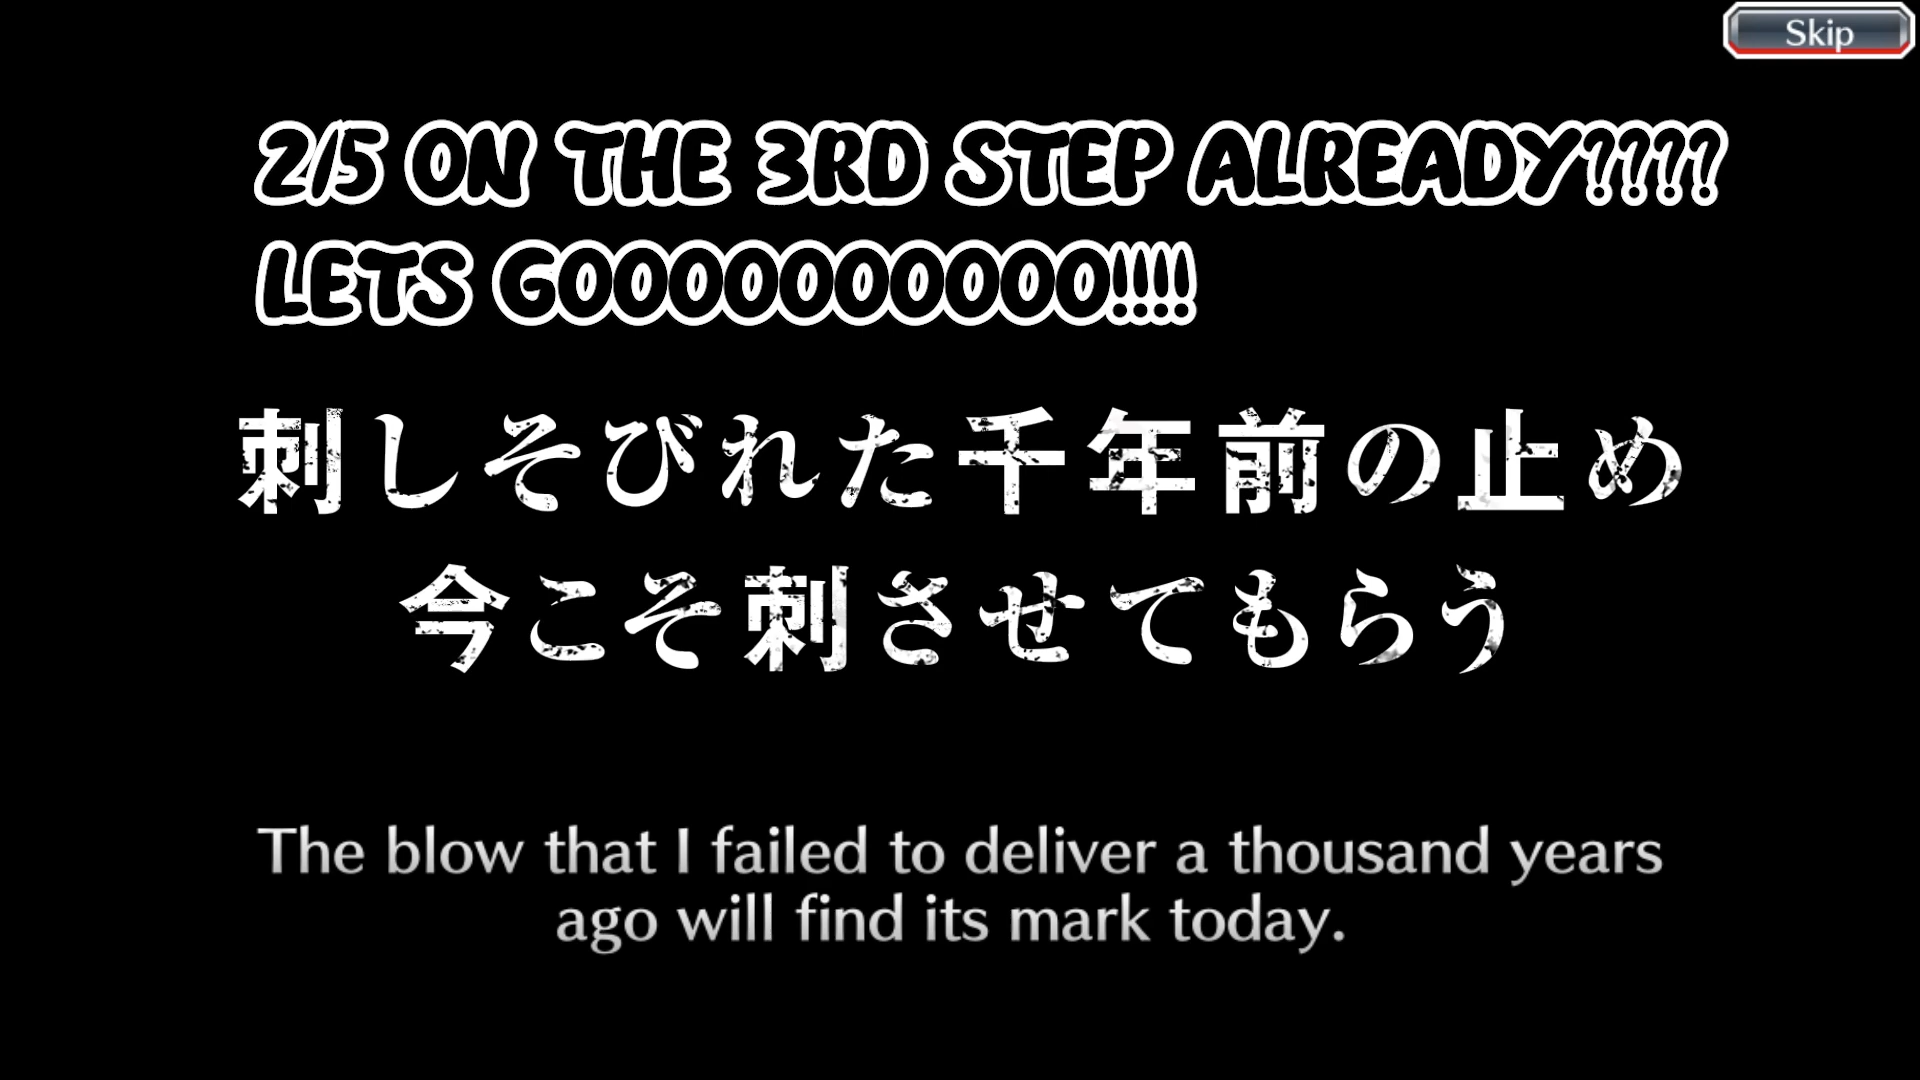 Skip
2/5 ON THE 3RD STEP ALREADY????
LETS GOOOOOOOOOOO!!!!
刺しそびれた千年前の止め
今こそ刺させてもらう
The blow that I failed to deliver a thousand years
ago will find its mark today.